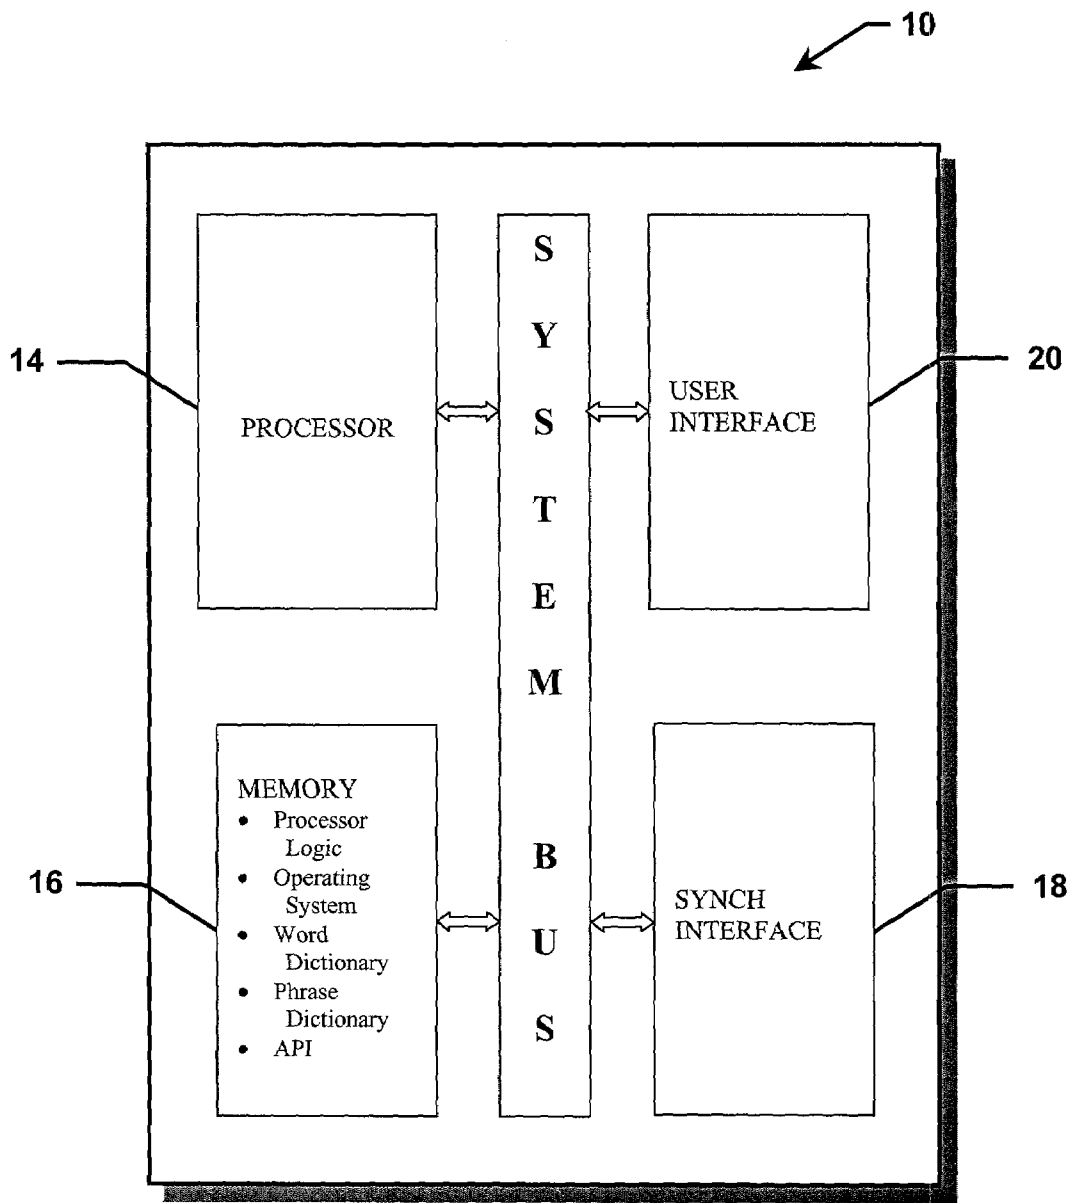 10
14
PROCESSOR
S
Y
S
T
E
M
B
U
S
USER
INTERFACE
20
16
MEMORY
• Processor
Logic
• Operating
System
• Word
Dictionary
• Phrase
Dictionary
• API
SYNCH
INTERFACE
18